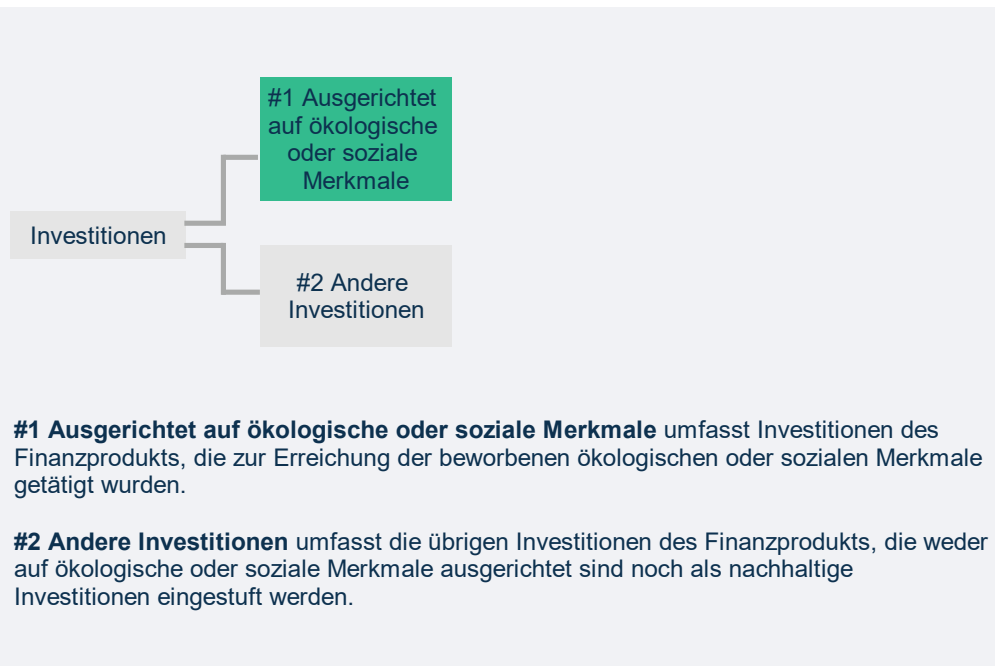 #1 Ausgerichtet
auf ökologische
oder soziale
Merkmale
Investitionen
#2 Andere
Investitionen
#1 Ausgerichtet auf ökologische oder soziale Merkmale umfasst Investitionen des
Finanzprodukts, die zur Erreichung der beworbenen ökologischen oder sozialen Merkmale
getätigt wurden.
#2 Andere Investitionen umfasst die übrigen Investitionen des Finanzprodukts, die weder
auf ökologische oder soziale Merkmale ausgerichtet sind noch als nachhaltige
Investitionen eingestuft werden.